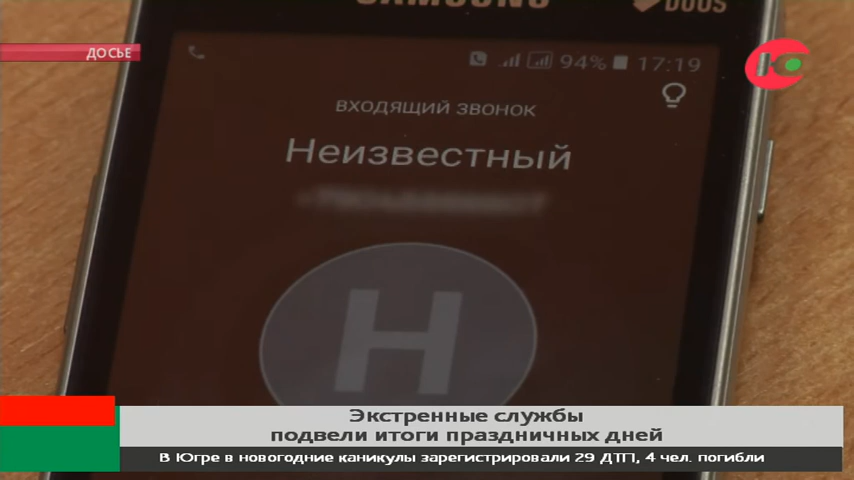 SAMSUNG DUOS
ДОСЬЕ
94% 17:19
ВХОДЯЩИЙ ЗВОНОК
Неизвестный
Н
Экстренные службы
подвели итоги праздничных дней
В Югре в новогодние каникулы зарегистрировали 29 ДТП, 4 чел. погибли